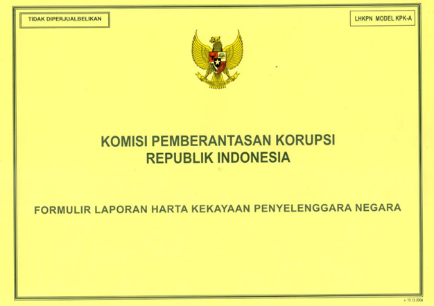 TIDAK DIPERJUALBELIKAN
LHKPN MODEL KPK-A
KOMISI PEMBERANTASAN KORUPSI
REPUBLIK INDONESIA
FORMULIR LAPORAN HARTA KEKAYAAN PENYELENGGARA NEGARA